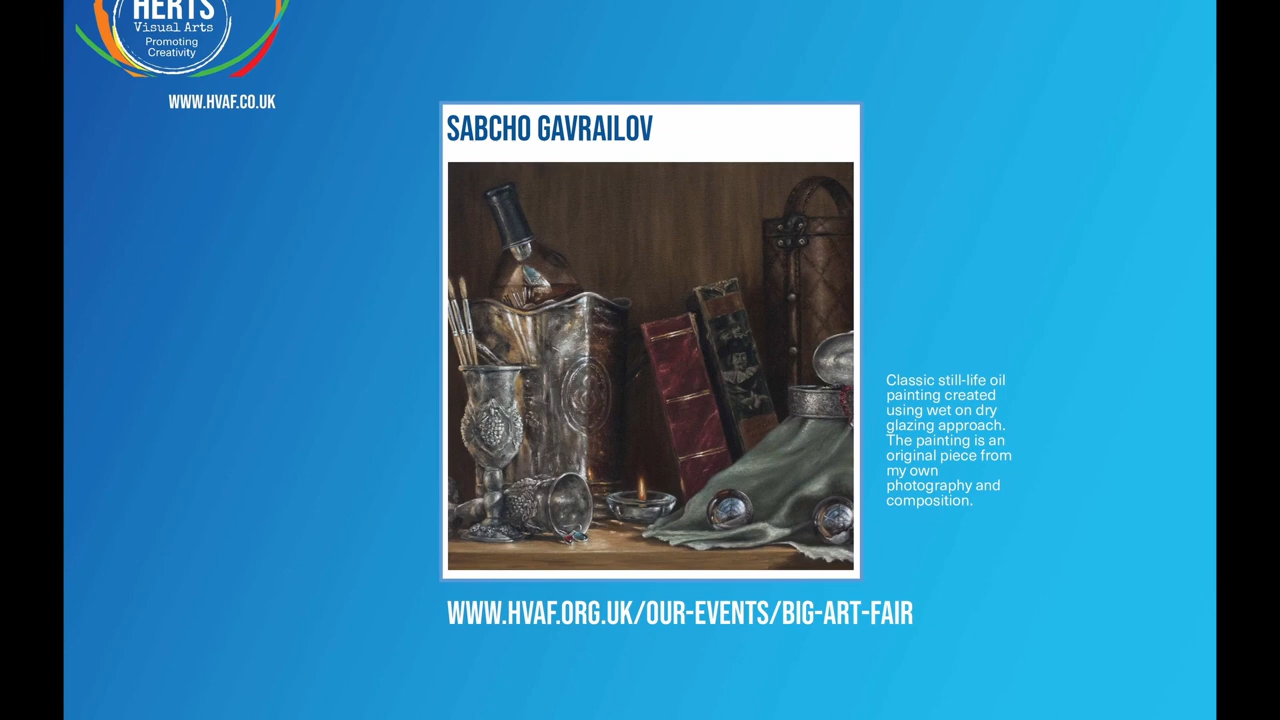 HERTS
Visual Arts
Promoting
Creativity
WWW.HVAF.CO.UK
SABCHO GAVRAILOV
Classic still-life oil
painting created
using wet on dry
glazing approach.
The painting is an
original piece from
my own
photography and
composition.
WWW.HVAF.ORG.UK/OUR-EVENTS/BIG-ART-FAIR